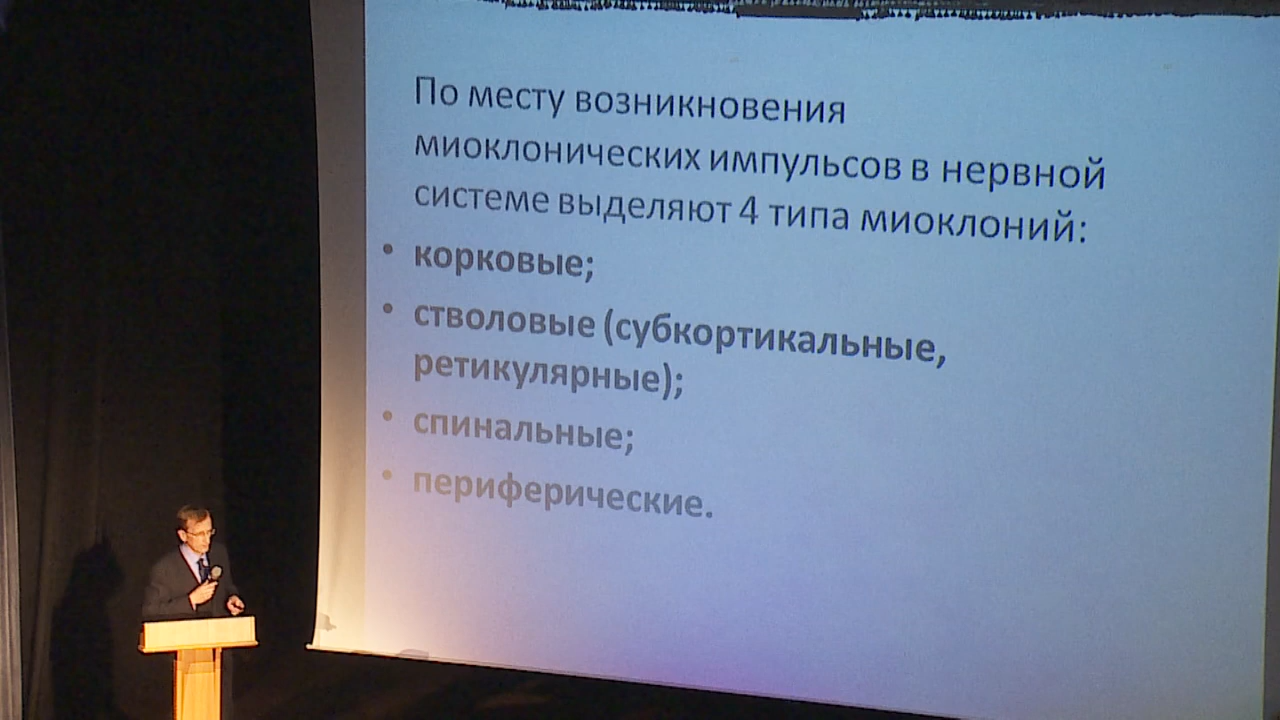 По месту возникновения
миоклонических импульсов в нервной
системе выделяют 4 типа миоклоний:
• корковые;
• стволовые (субкортикальные,
ретикулярные);
• спинальные;
• периферические.